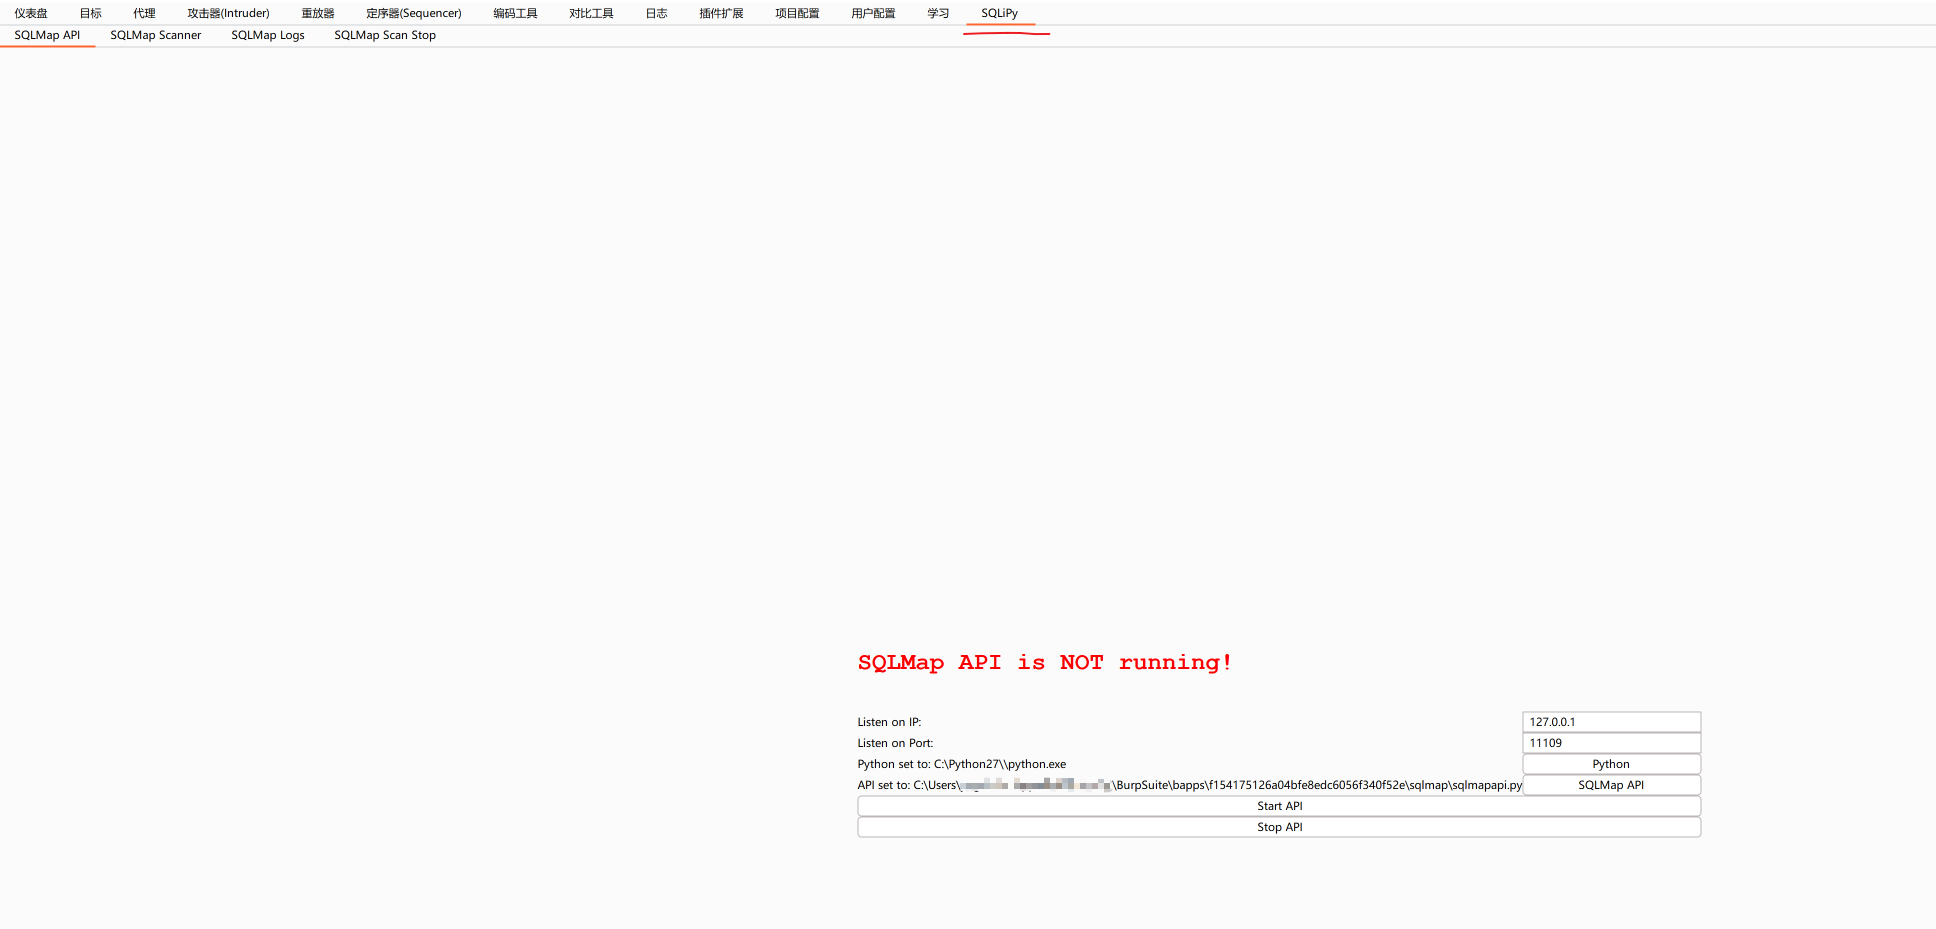 仪表盘 目标 代理 攻击器(Intruder) 重放器 定序器(Sequencer) 编码工具 对比工具 日志 插件扩展 项目配置 用户配置 学习 SQLiPy
SQLMap API SQLMap Scanner SQLMap Logs SQLMap Scan Stop
SQLMap API is NOT running!
Listen on IP: 127.0.0.1
Listen on Port: 11109
Python set to: C:\Python27\\python.exe Python
API set to: C:\Users\ \BurpSuite\bapps\f154175126a04bfe8edc6056f340f52e\sqlmap\sqlmapapi.py SQLMap API
Start API
Stop API